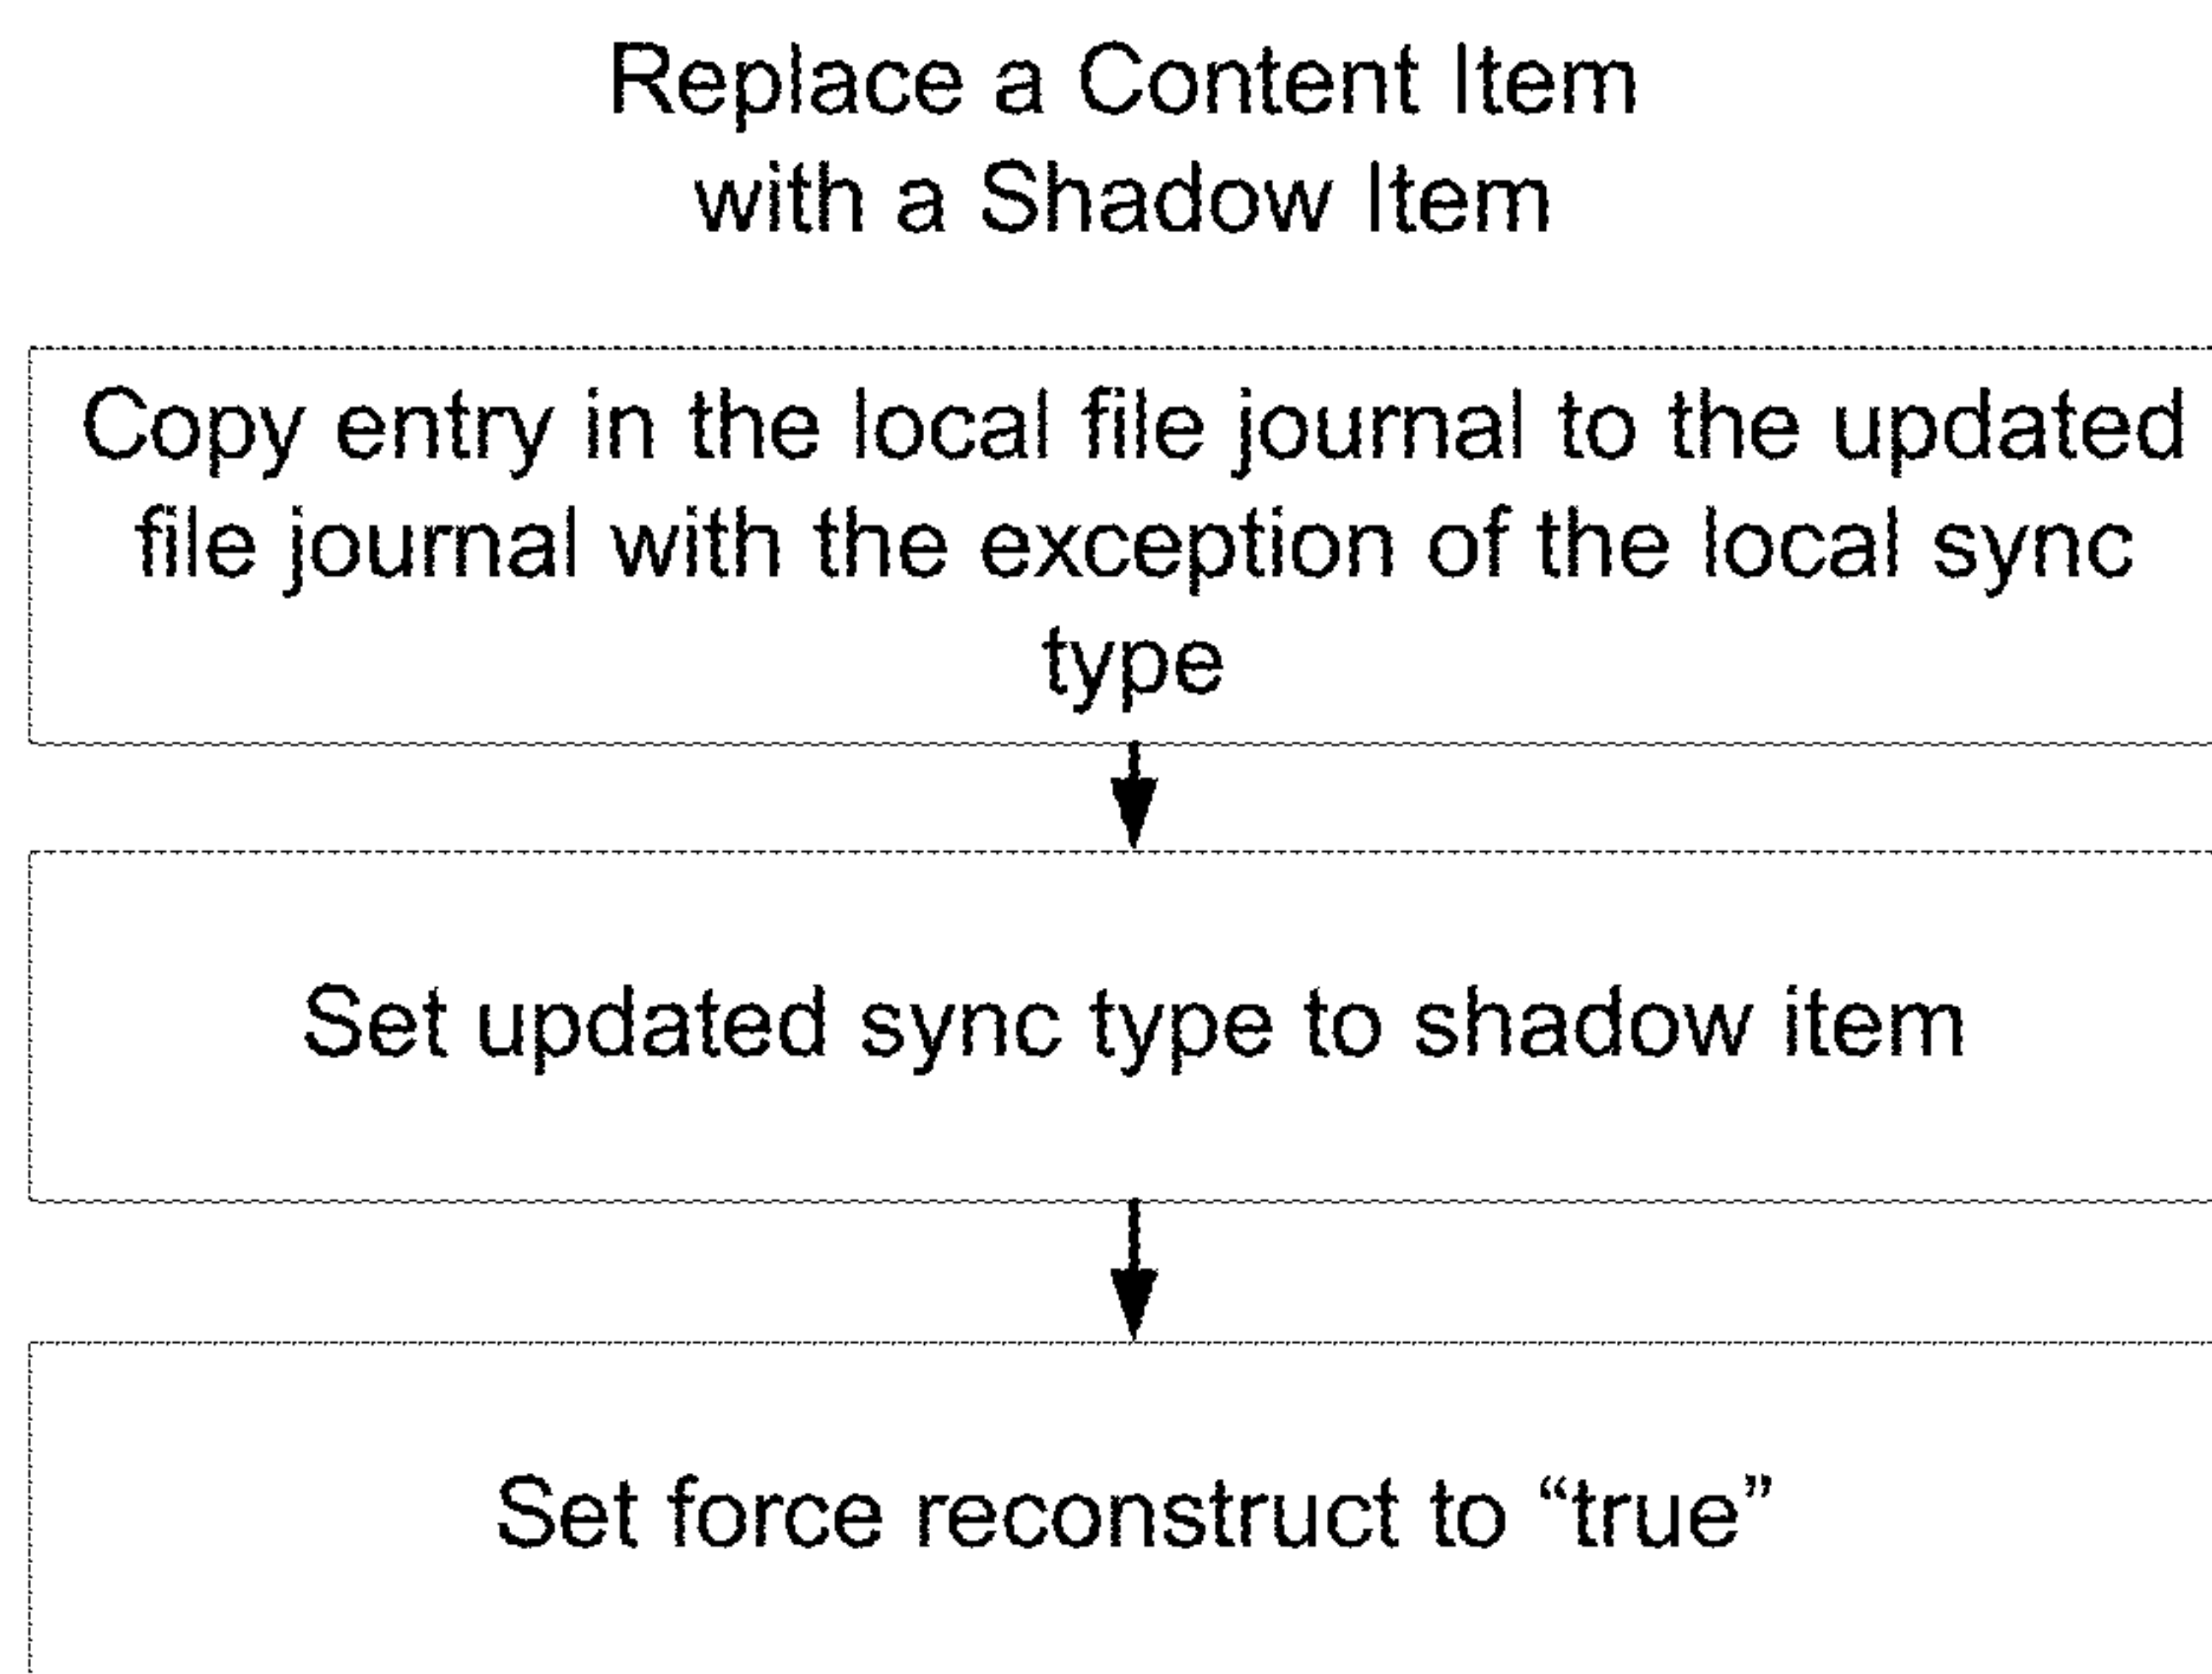 Replace a Content Item
with a Shadow Item
Copy entry in the local file journal to the updated
file journal with the exception of the local sync
type
Set updated sync type to shadow item
Set force reconstruct to “true”